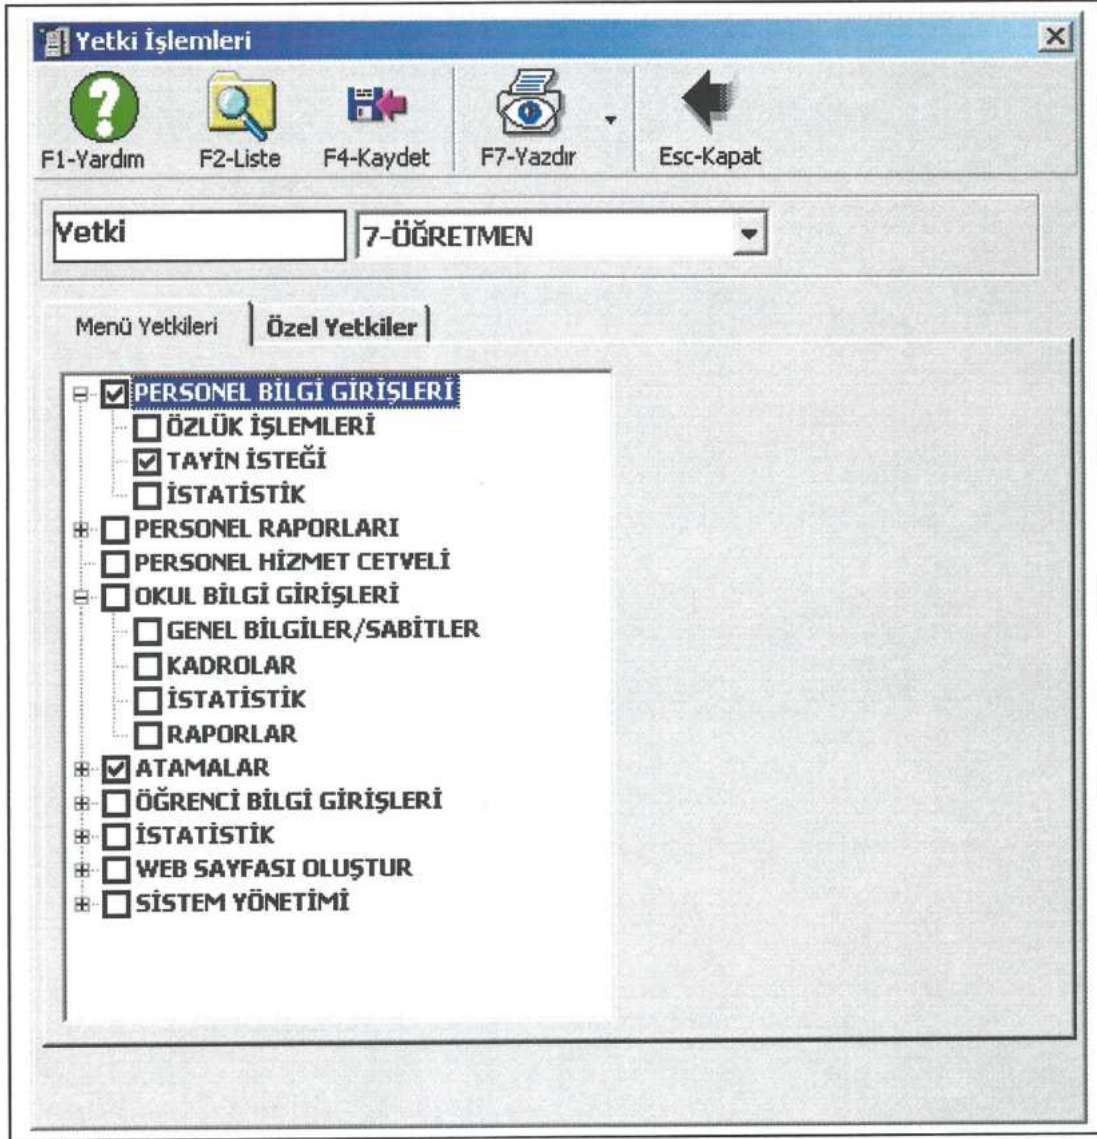 Yetki İşlemleri
F1-Yardım F2-Liste F4-Kaydet F7-Yazdır Esc-Kapat
Yetki 7-ÖĞRETMEN
Menü Yetkileri Özel Yetkiler
PERSONEL BİLGİ GİRİŞLERİ
ÖZLÜK İŞLEMLERİ
TAYİN İSTEĞİ
İSTATİSTİK
PERSONEL RAPORLARI
PERSONEL HİZMET CETVELİ
OKUL BİLGİ GİRİŞLERİ
GENEL BİLGİLER/SABİTLER
KADROLAR
İSTATİSTİK
RAPORLAR
ATAMALAR
ÖĞRENCİ BİLGİ GİRİŞLERİ
İSTATİSTİK
WEB SAYFASI OLUŞTUR
SİSTEM YÖNETİMİ